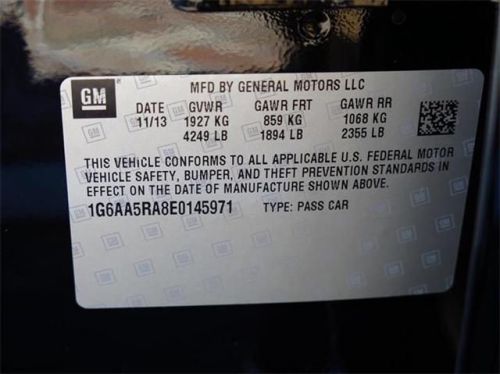 GM
MFD BY GENERAL MOTORS LLC
DATE GVWR GAWR FRT GAWR RR
11/13 1927 KG 859 KG 1068 KG
4249 LB 1894 LB 2355 LB
THIS VEHICLE CONFORMS TO ALL APPLICABLE U.S. FEDERAL MOTOR
VEHICLE SAFETY, BUMPER, AND THEFT PREVENTION STANDARDS IN
EFFECT ON THE DATE OF MANUFACTURE SHOWN ABOVE.
1G6AA5RA8E0145971 TYPE: PASS CAR